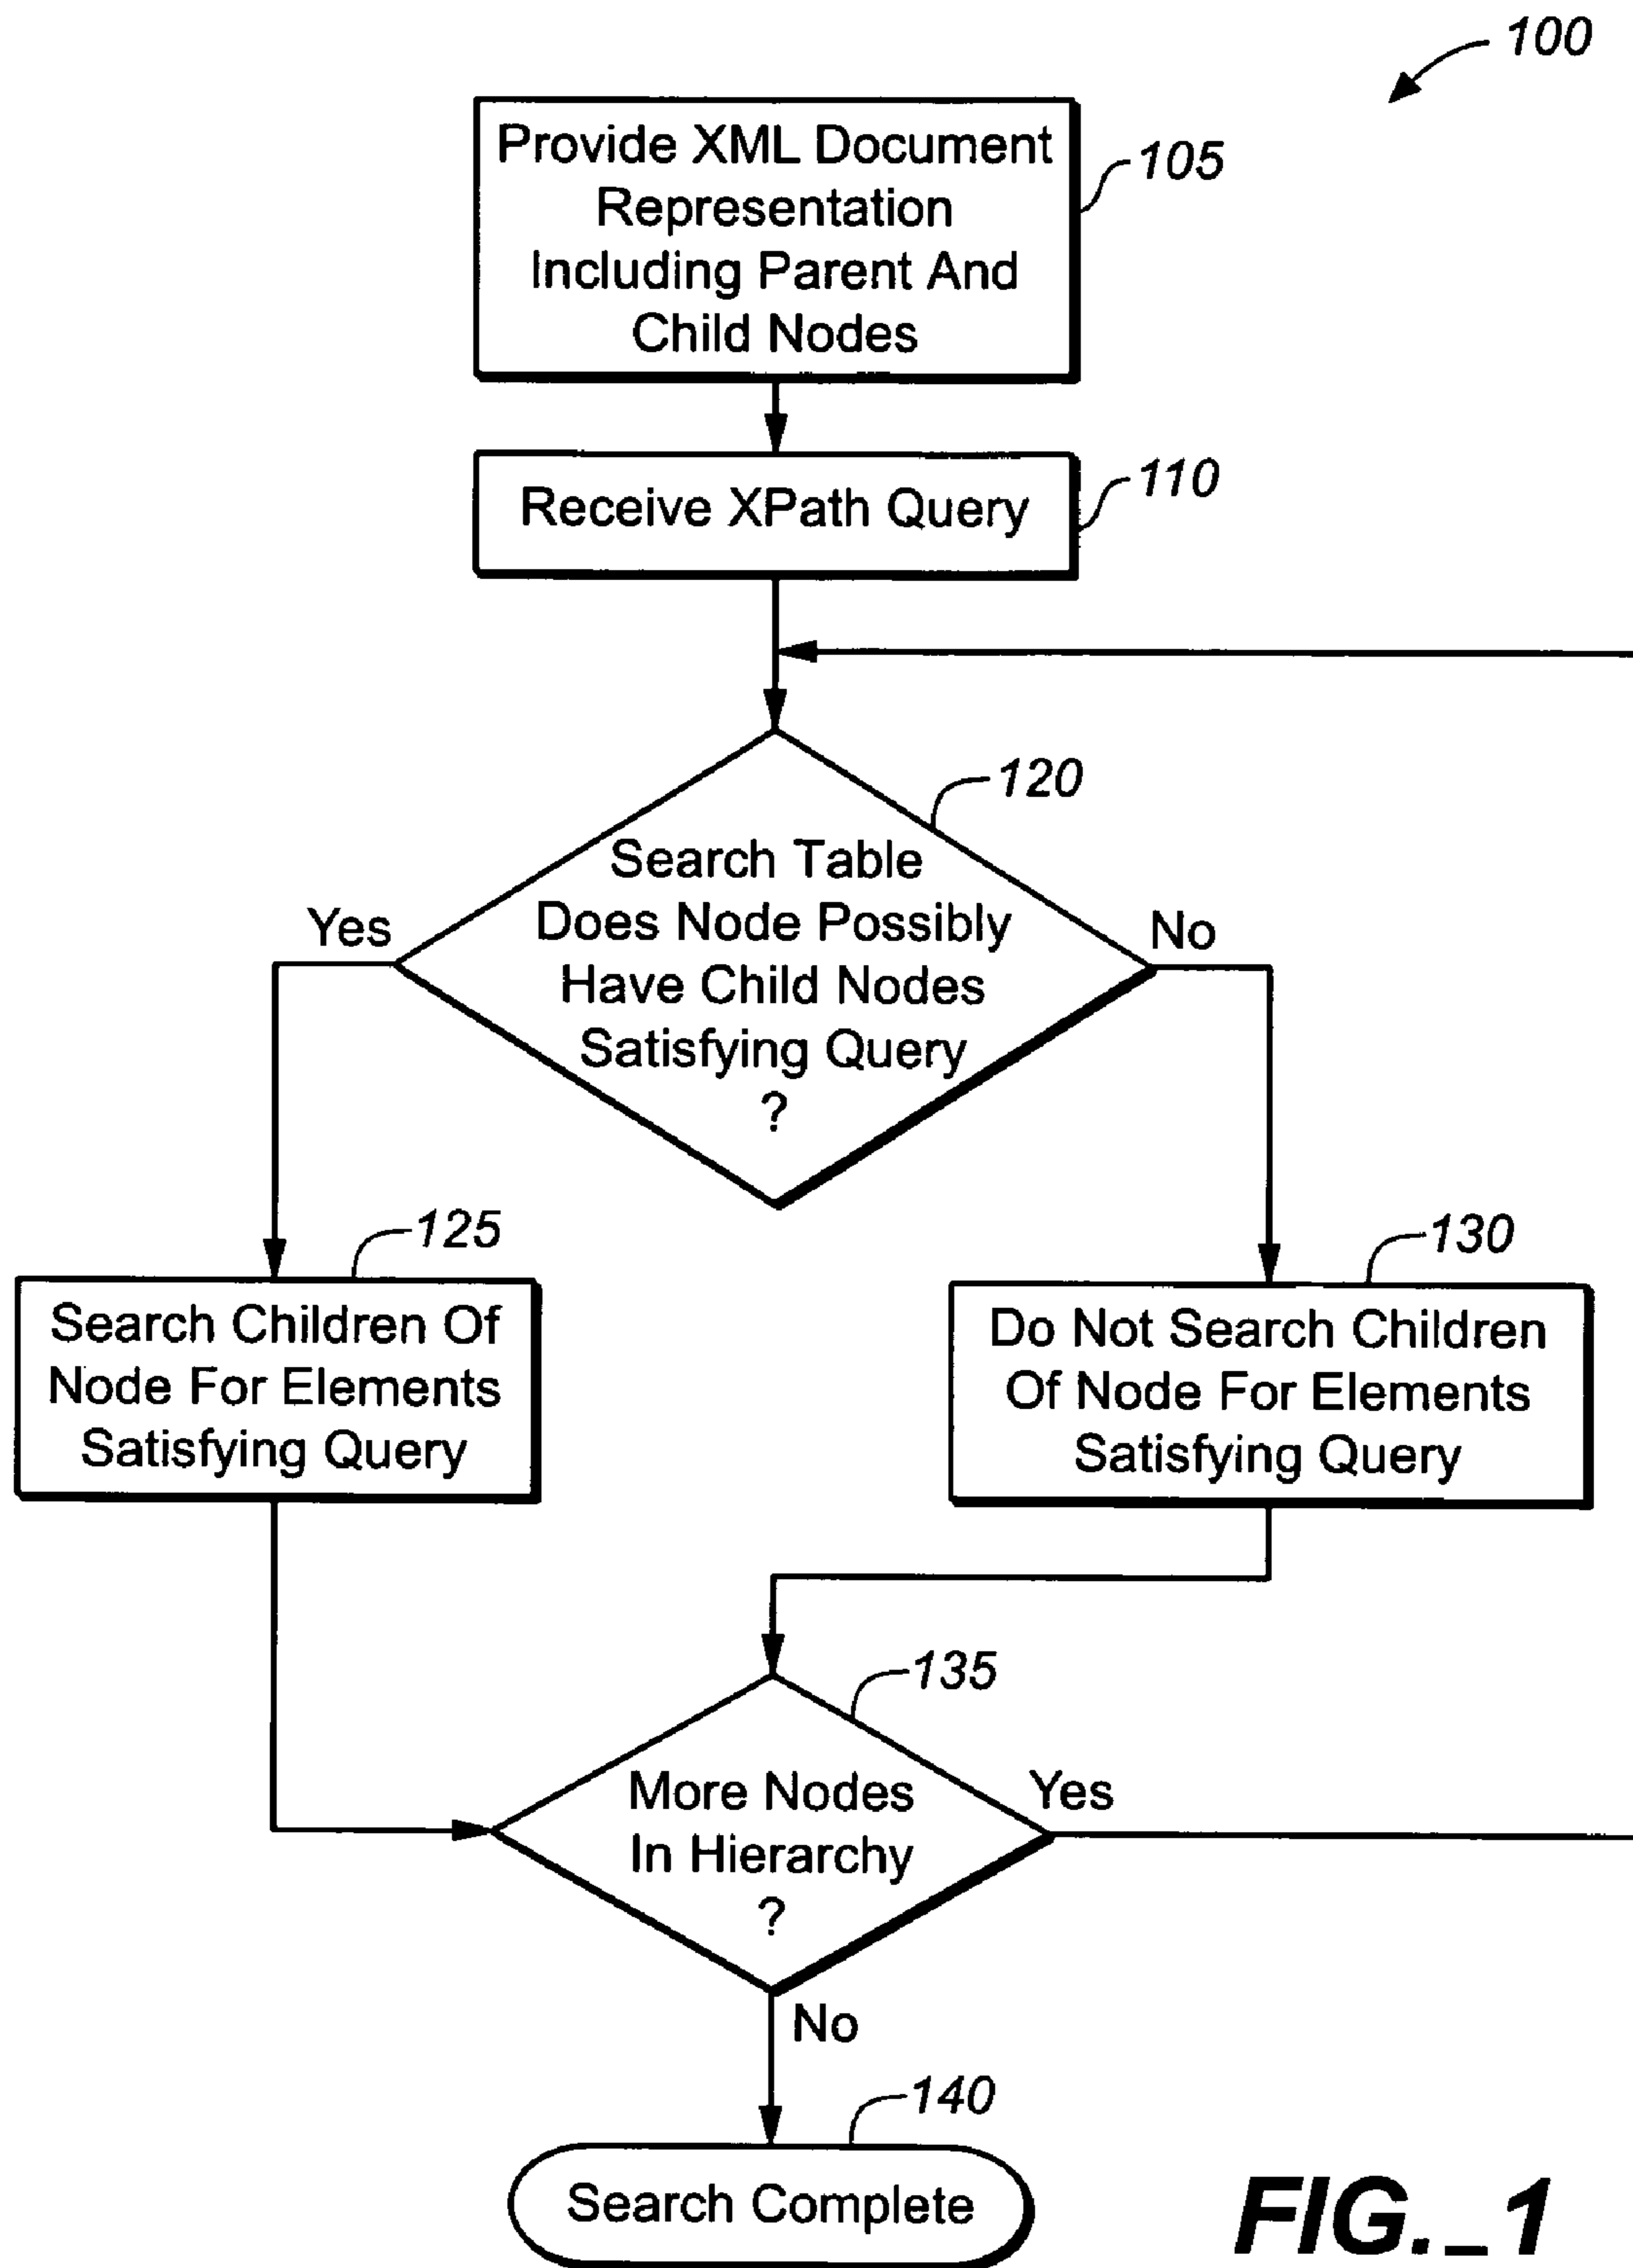 100
Provide XML Document
Representation
Including Parent And
Child Nodes
105
Receive XPath Query
110
120
Search Table
Does Node Possibly
Have Child Nodes
Satisfying Query
?
Yes
No
125
Search Children Of
Node For Elements
Satisfying Query
130
Do Not Search Children
Of Node For Elements
Satisfying Query
135
More Nodes
In Hierarchy
?
Yes
No
140
Search Complete
FIG._1